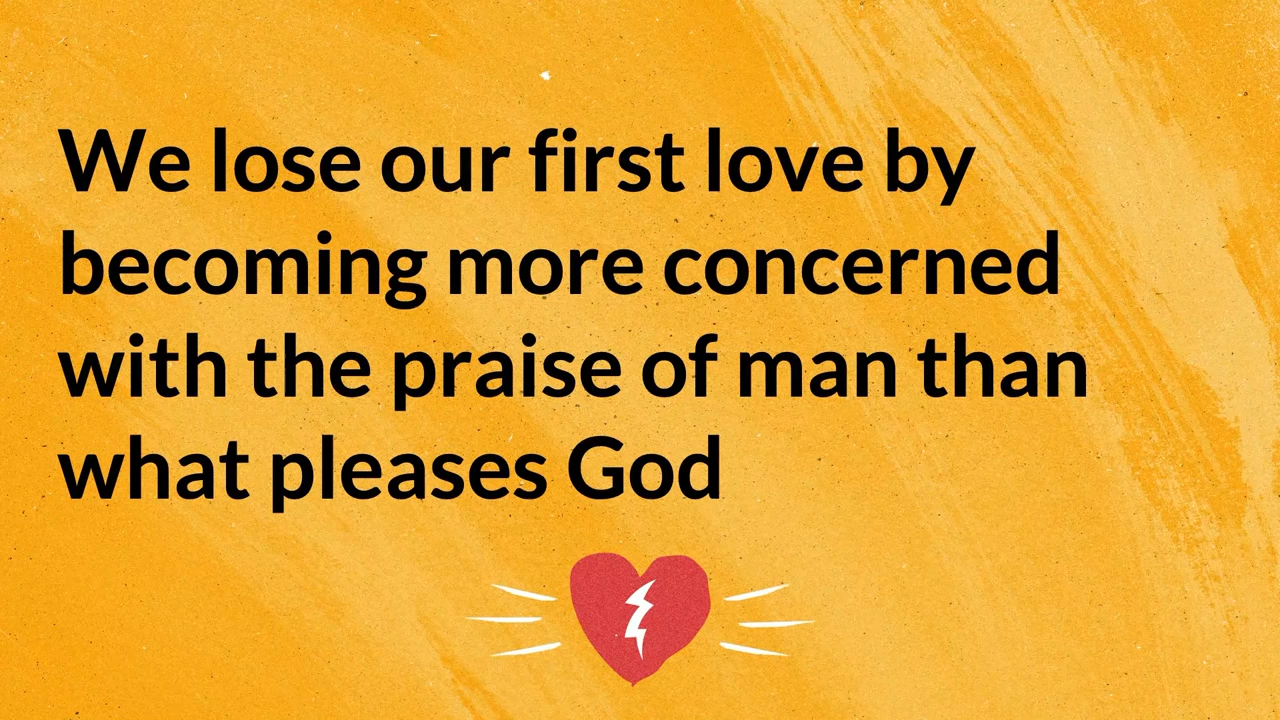 We lose our first love by
becoming more concerned
with the praise of man than
what pleases God